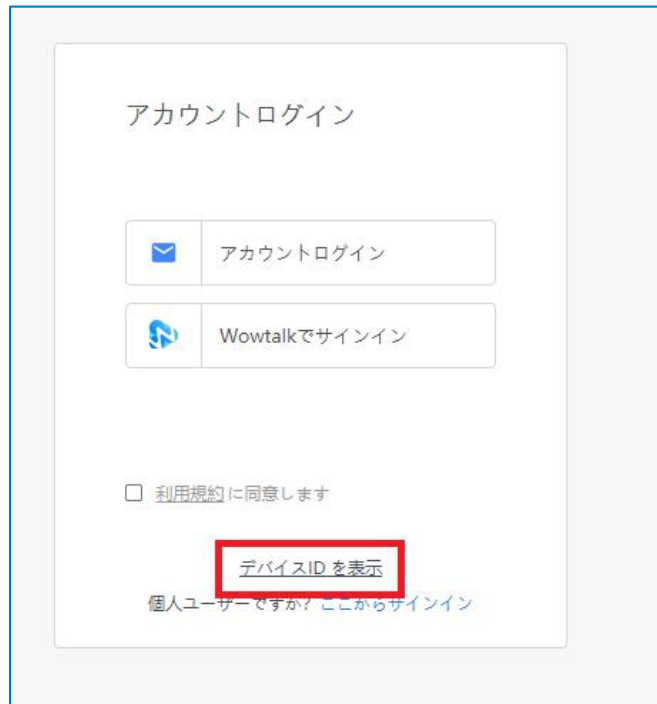 アカウントログイン
アカウントログイン
Wowtalkでサインイン
利用規約に同意します
デバイスID を表示
個人ユーザーですか? ここからサインイン